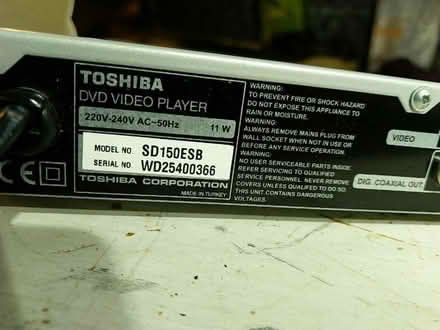 TOSHIBA
DVD VIDEO PLAYER
220V-240V AC~50Hz 11 W
MODEL NO. SD150ESB
SERIAL NO. WD25400366
TOSHIBA CORPORATION
MADE IN TURKEY
WARNING:
TO PREVENT FIRE OR SHOCK HAZARD
DO NOT EXPOSE THIS APPLIANCE TO
RAIN OR MOISTURE.
WARNING:
ALWAYS REMOVE MAINS PLUG FROM
WALL SOCKET WHEN NOT IN USE OR
BEFORE ANY SERVICE OPERATION.
WARNING:
NO USER SERVICEABLE PARTS INSIDE.
REFER SERVICING TO QUALIFIED
SERVICE PERSONNEL. NEVER REMOVE
COVERS UNLESS QUALIFED TO DO SO.
THIS UNIT CONTAINS DANGEROUS
VOLTAGES.
VIDEO
DIG. COAXIAL OUT
CE